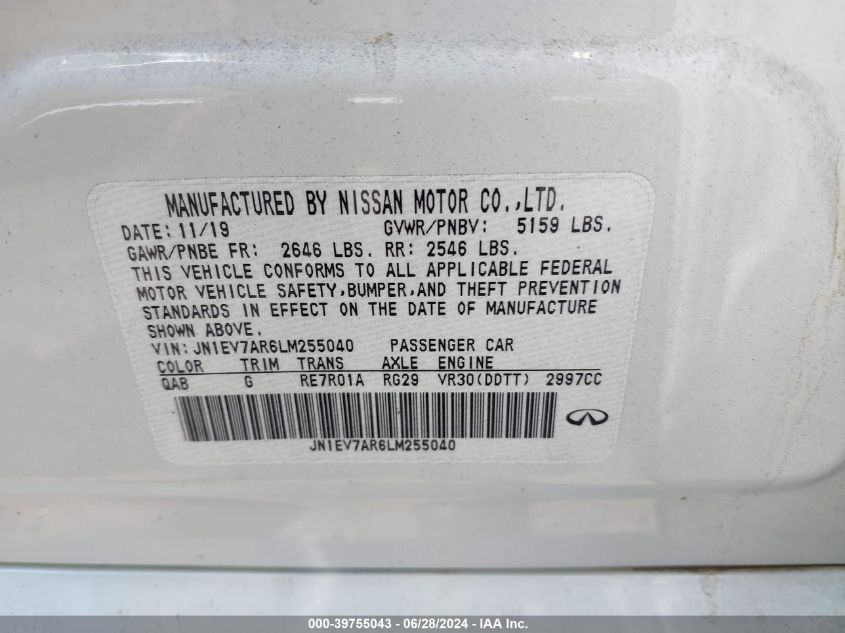 MANUFACTURED BY NISSAN MOTOR CO.,LTD.
DATE: 11/19 GVWR/PNBV: 5159 LBS.
GAWR/PNBE FR: 2646 LBS. RR: 2546 LBS.
THIS VEHICLE CONFORMS TO ALL APPLICABLE FEDERAL
MOTOR VEHICLE SAFETY,BUMPER,AND THEFT PREVENTION
STANDARDS IN EFFECT ON THE DATE OF MANUFACTURE
SHOWN ABOVE.
VIN:JN1EV7AR6LM255040 PASSENGER CAR
COLOR TRIM TRANS AXLE ENGINE
QAB G RE7R01A RG29 VR30(DDTT) 2997CC
JN1EV7AR6LM255040
000-39755043 - 06/28/2024 - IAA Inc.